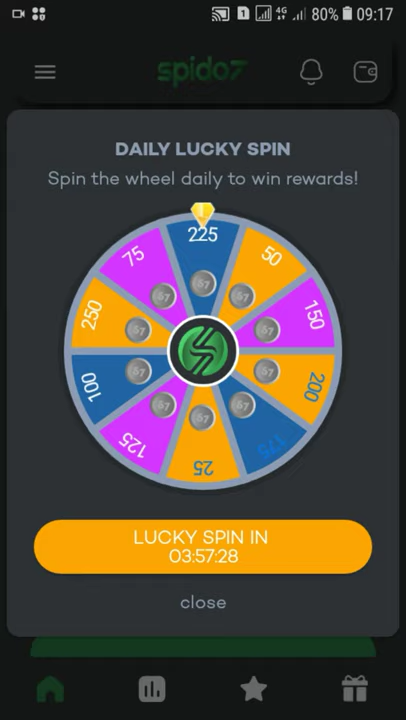 4G 80% 09:17
spido7
DAILY LUCKY SPIN
Spin the wheel daily to win rewards!
225
50
150
200
175
25
125
100
250
75
LUCKY SPIN IN
03:57:28
close